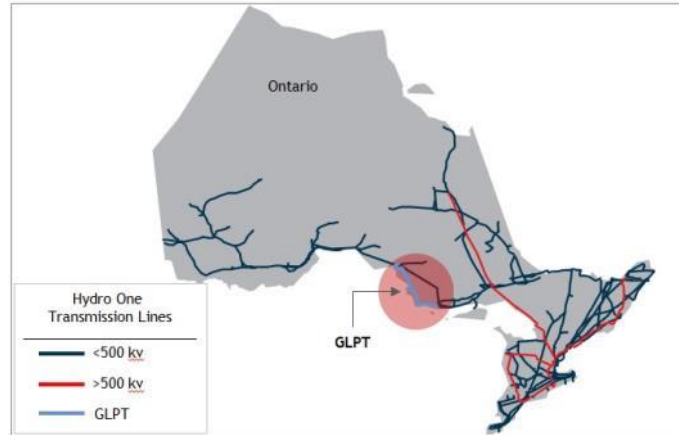 Ontario
GLPT
Hydro One
Transmission Lines
<500 kv
>500 kv
GLPT